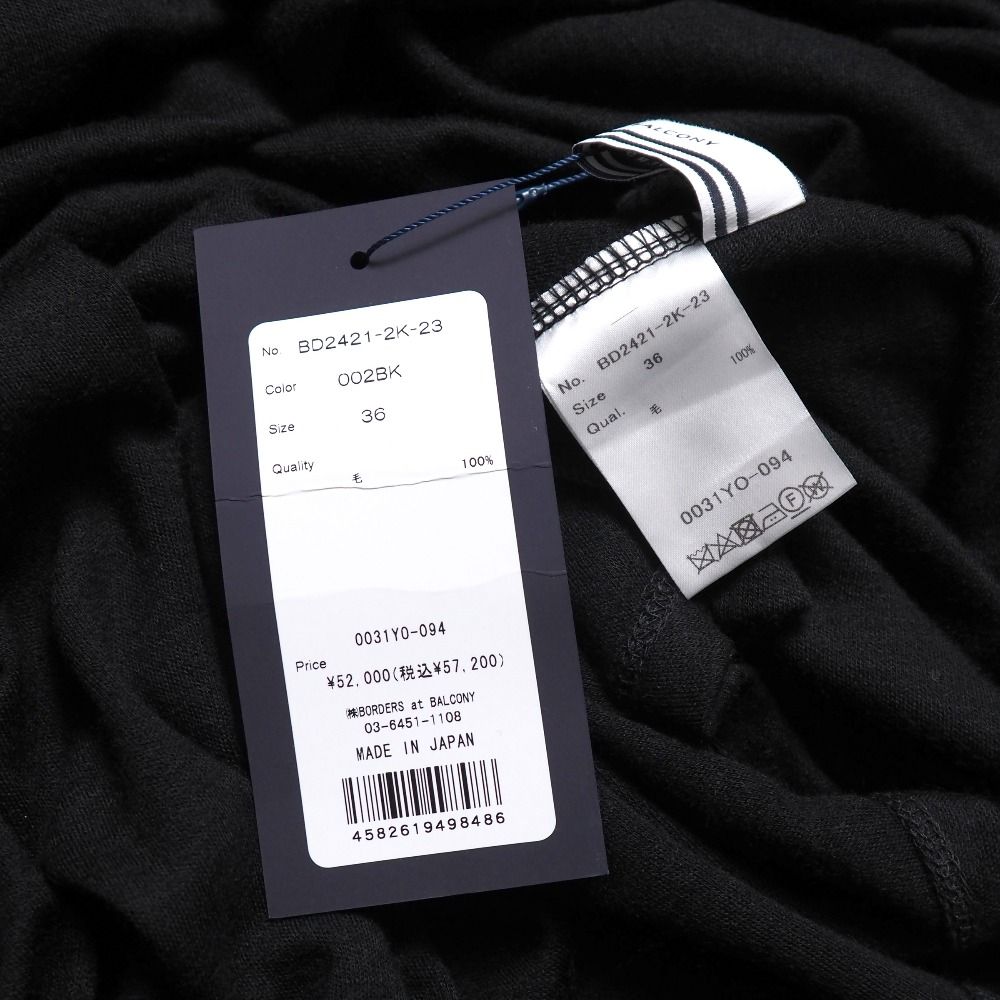 No. BD2421-2K-23
Color 002BK
Size 36
Quality 毛 100%
0031YO-094
Price ¥52,000(税込¥57,200)
㈱BORDERS at BALCONY
03-6451-1108
MADE IN JAPAN
4582619498486
BALCONY
No. BD2421-2K-23
Size 36
Qual. 毛 100%
0031YO-094
F
W